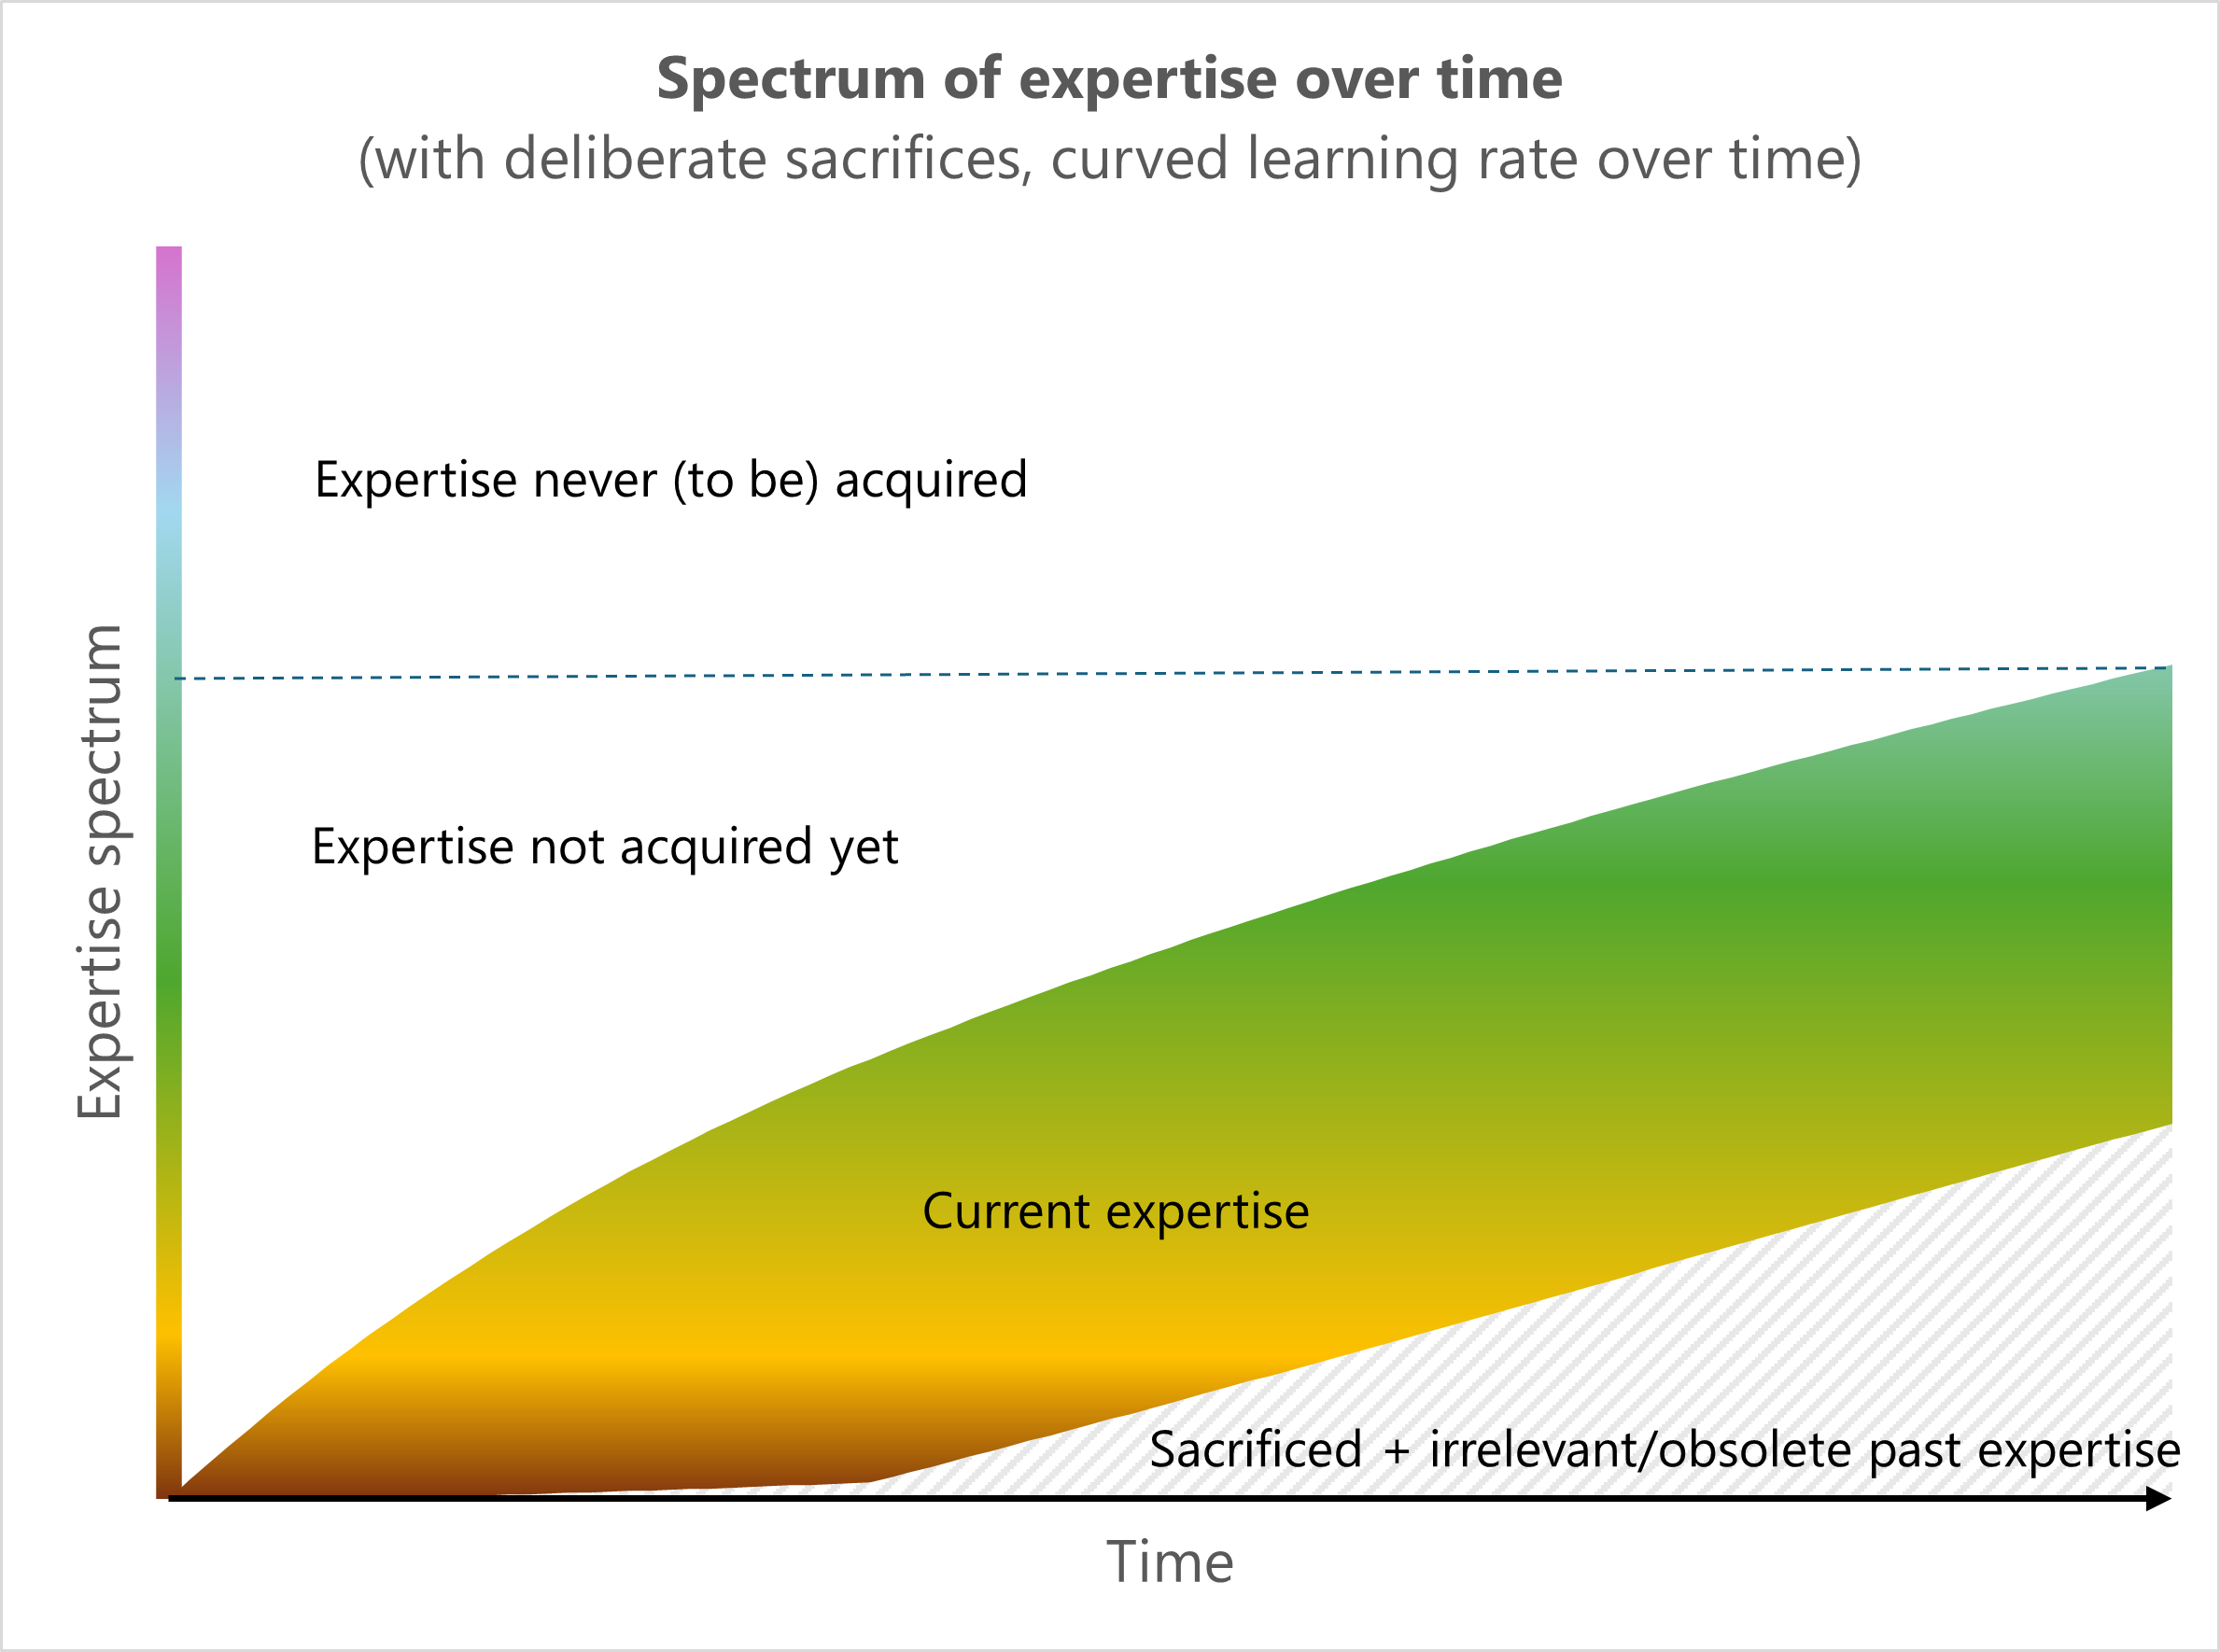 Spectrum of expertise over time
(with deliberate sacrifices, curved learning rate over time)
Expertise spectrum
Expertise never (to be) acquired
Expertise not acquired yet
Current expertise
Sacrificed + irrelevant/obsolete past expertise
Time